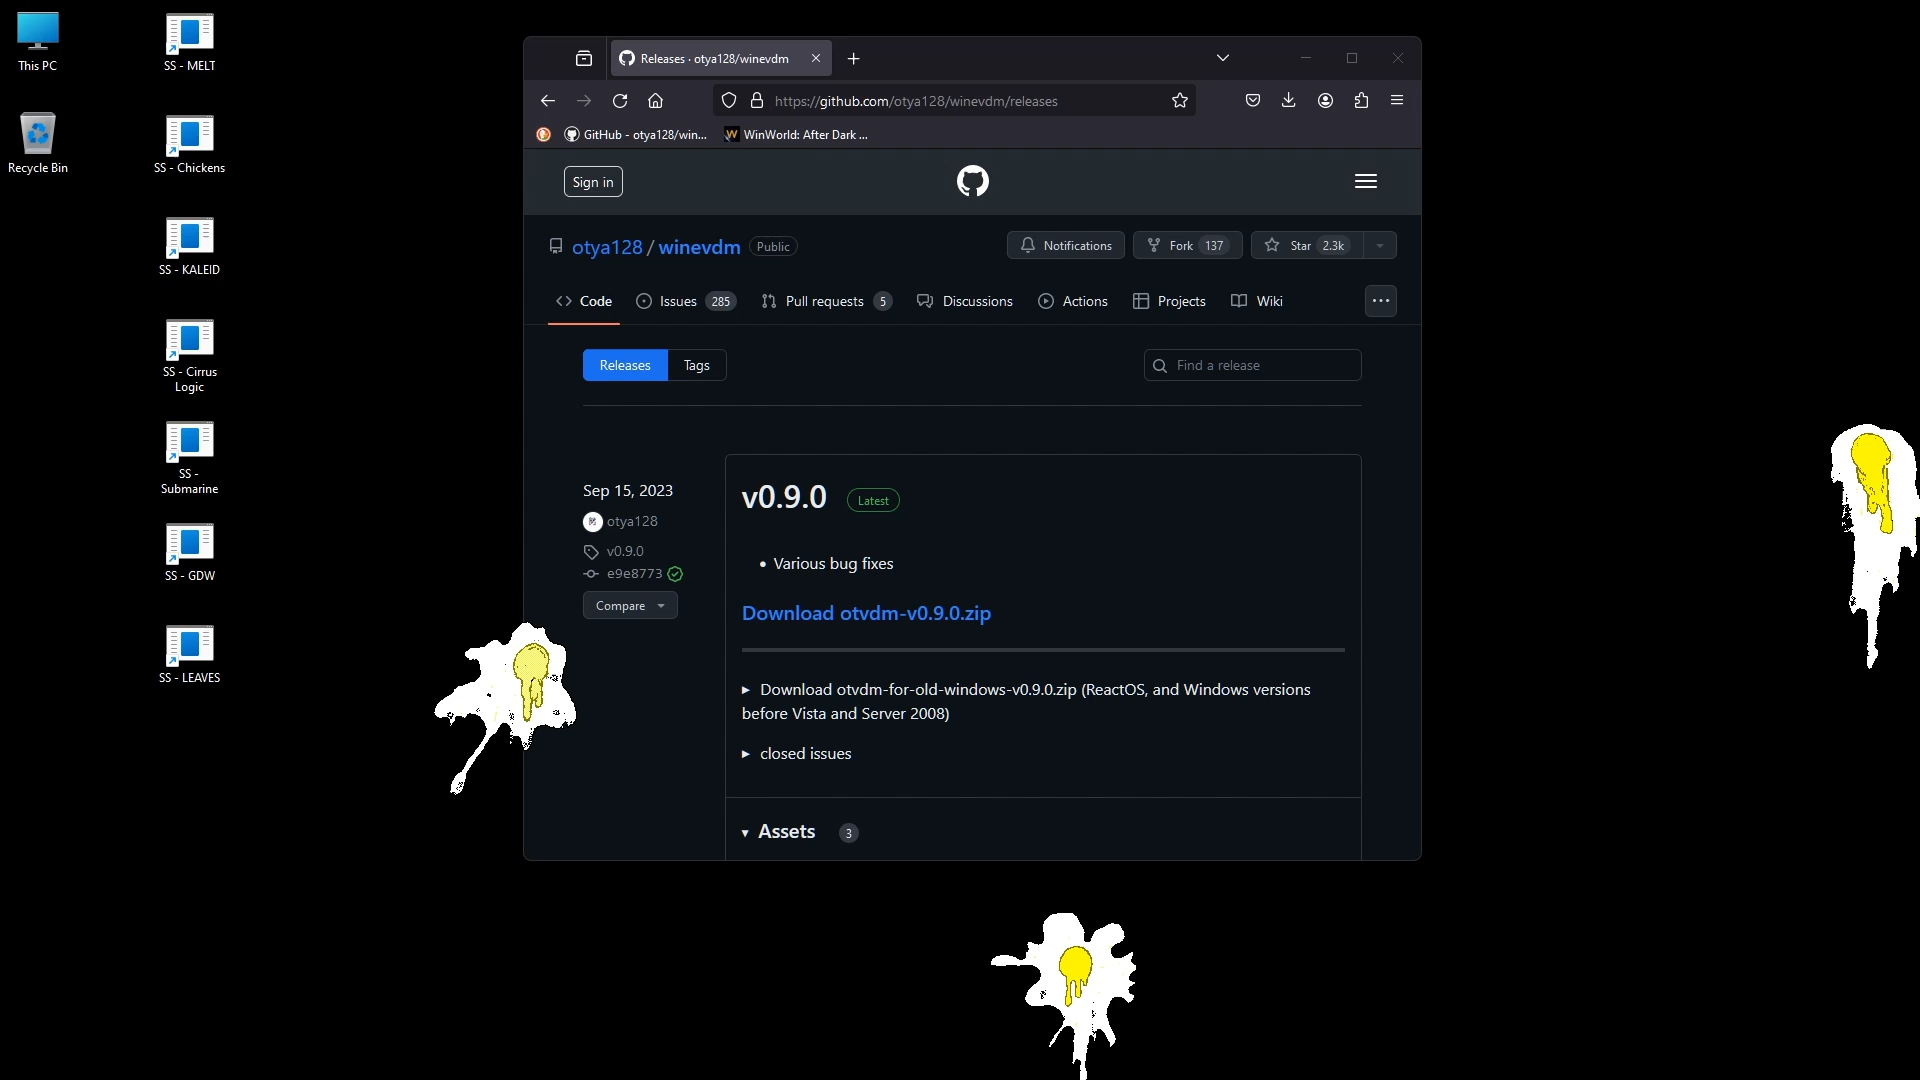 This PC
Recycle Bin
SS - MELT
SS - Chickens
SS - KALEID
SS - Cirrus
Logic
SS -
Submarine
SS - GDW
SS - LEAVES
Releases · otya128/winevdm
https://github.com/otya128/winevdm/releases
GitHub - otya128/win...
WinWorld: After Dark ...
Sign in
otya128 / winevdm Public
Notifications Fork 137 Star 2.3k
Code Issues 285 Pull requests 5 Discussions Actions Projects Wiki
Releases Tags Find a release
Sep 15, 2023
otya128
v0.9.0
e9e8773
Compare
v0.9.0 Latest
• Various bug fixes
Download otvdm-v0.9.0.zip
Download otvdm-for-old-windows-v0.9.0.zip (ReactOS, and Windows versions
before Vista and Server 2008)
closed issues
Assets 3